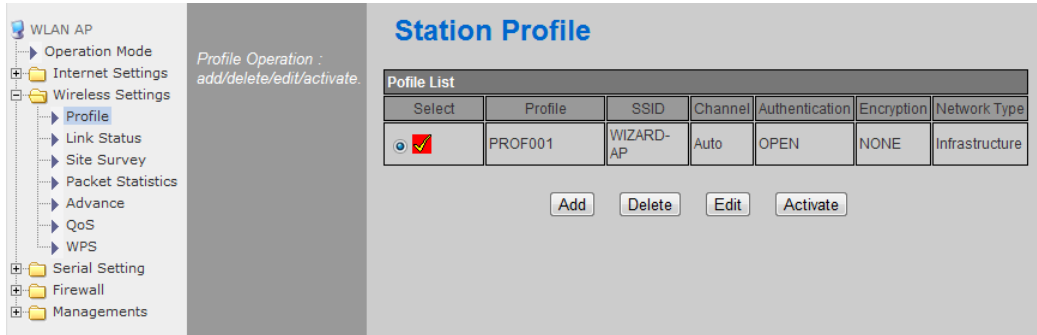 WLAN AP
Operation Mode
Internet Settings
Wireless Settings
Profile
Link Status
Site Survey
Packet Statistics
Advance
QoS
WPS
Serial Setting
Firewall
Managements
Profile Operation :
add/delete/edit/activate.
Station Profile
Pofile List
Select Profile SSID Channel Authentication Encryption Network Type
PROF001 WIZARD-AP Auto OPEN NONE Infrastructure
Add Delete Edit Activate